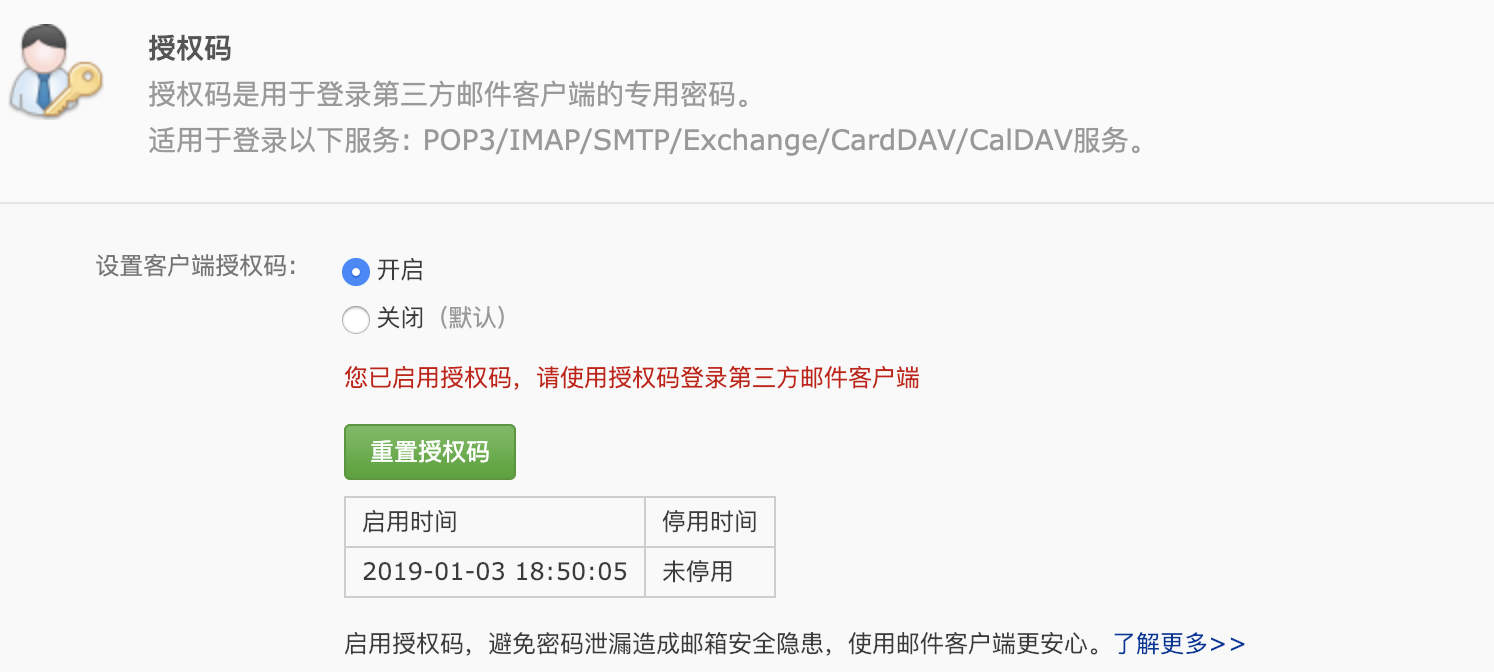 授权码
授权码是用于登录第三方邮件客户端的专用密码。
适用于登录以下服务: POP3/IMAP/SMTP/Exchange/CardDAV/CalDAV服务。
设置客户端授权码:
开启
关闭（默认）
您已启用授权码，请使用授权码登录第三方邮件客户端
重置授权码
启用时间 停用时间
2019-01-03 18:50:05 未停用
启用授权码，避免密码泄漏造成邮箱安全隐患，使用邮件客户端更安心。了解更多>>